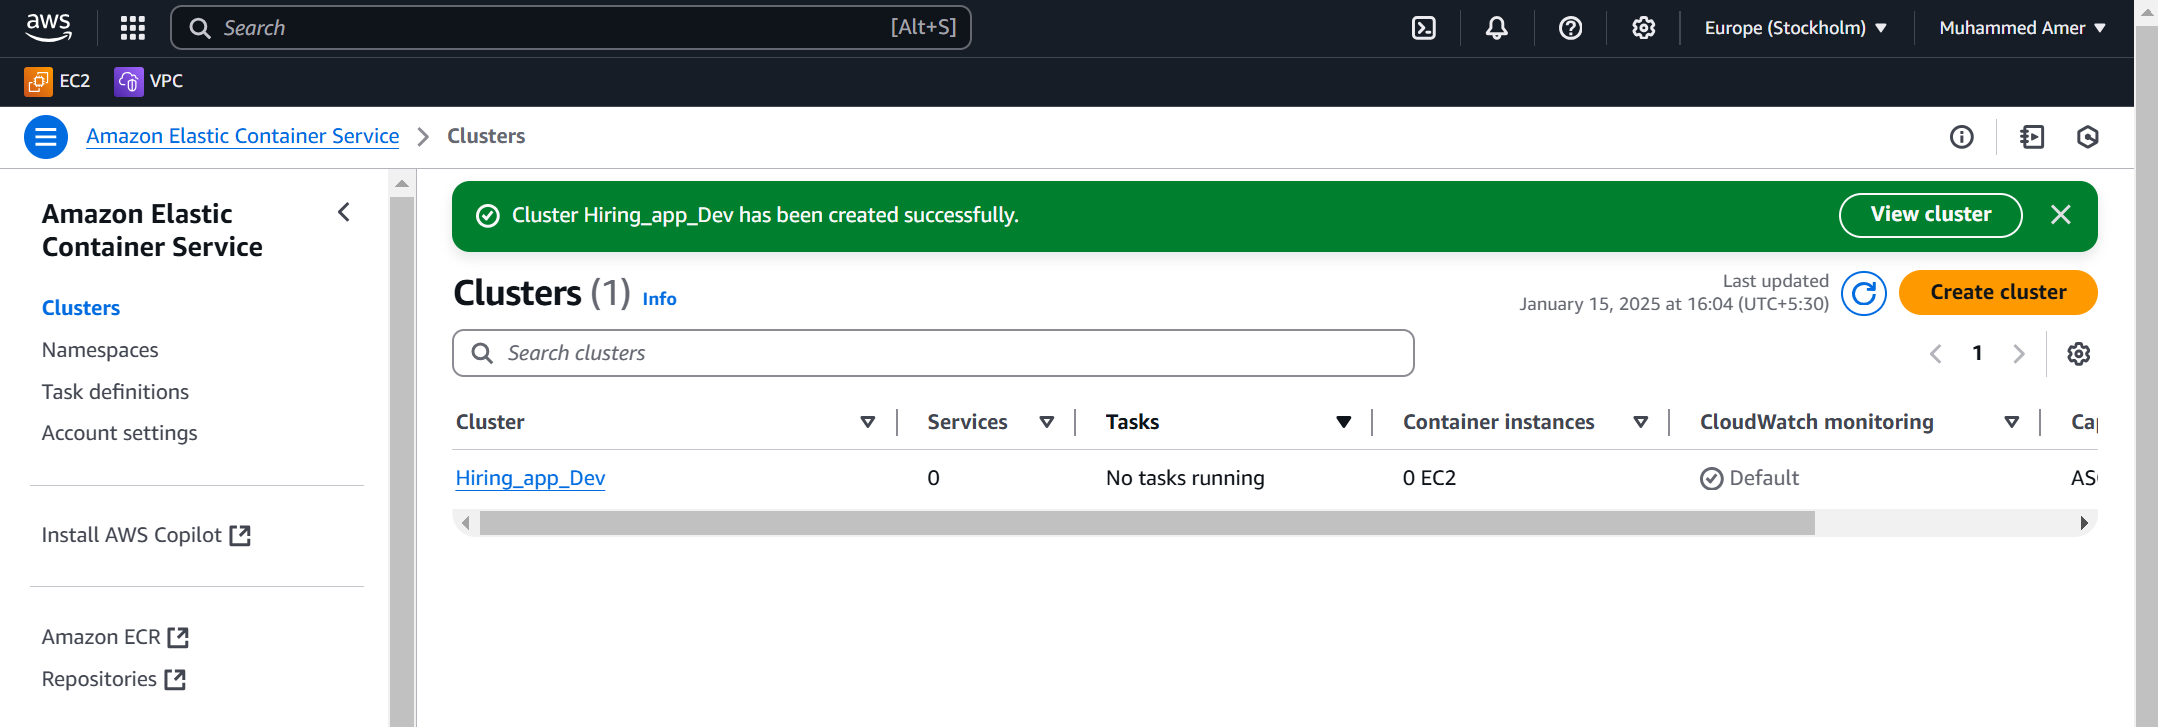 aws
Search
[Alt+S]
Europe (Stockholm)
Muhammed Amer
EC2
VPC
Amazon Elastic Container Service
Clusters
Amazon Elastic
Container Service
Clusters
Namespaces
Task definitions
Account settings
Install AWS Copilot
Amazon ECR
Repositories
Cluster Hiring_app_Dev has been created successfully.
View cluster
Clusters (1) Info
Last updated
January 15, 2025 at 16:04 (UTC+5:30)
Create cluster
Search clusters
1
Cluster Services Tasks Container instances CloudWatch monitoring
Hiring_app_Dev 0 No tasks running 0 EC2 Default